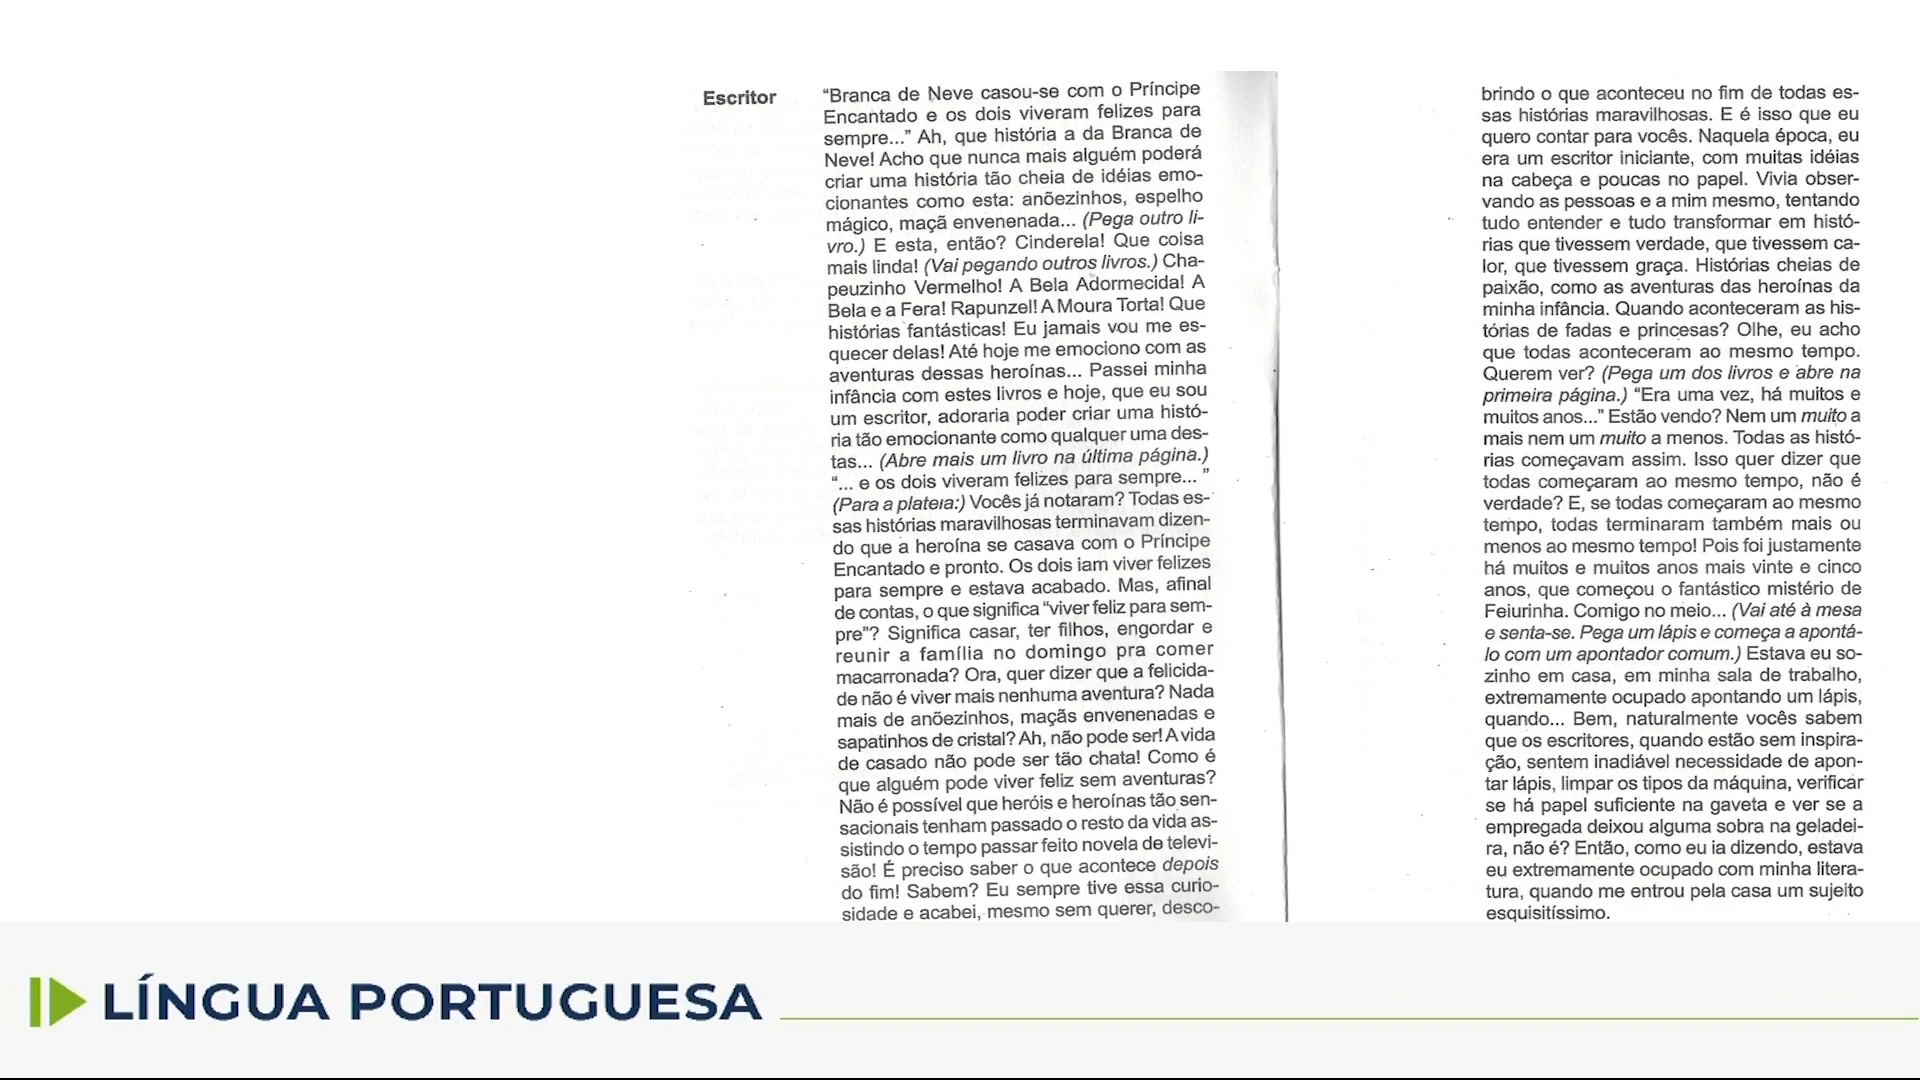 Escritor
“Branca de Neve casou-se com o Príncipe
Encantado e os dois viveram felizes para
sempre...” Ah, que história a da Branca de
Neve! Acho que nunca mais alguém poderá
criar uma história tão cheia de idéias emo-
cionantes como esta: anõezinhos, espelho
mágico, maçã envenenada... (Pega outro li-
vro.) E esta, então? Cinderela! Que coisa
mais linda! (Vai pegando outros livros.) Cha-
peuzinho Vermelho! A Bela Adormecida! A
Bela e a Fera! Rapunzel! A Moura Torta! Que
histórias fantásticas! Eu jamais vou me es-
quecer delas! Até hoje me emociono com as
aventuras dessas heroínas... Passei minha
infância com estes livros e hoje, que eu sou
um escritor, adoraria poder criar uma histó-
ria tão emocionante como qualquer uma des-
tas... (Abre mais um livro na última página.)
“... e os dois viveram felizes para sempre... ”
(Para a plateia:) Vocês já notaram? Todas es-
sas histórias maravilhosas terminavam dizen-
do que a heroína se casava com o Príncipe
Encantado e pronto. Os dois iam viver felizes
para sempre e estava acabado. Mas, afinal
de contas, o que significa “viver feliz para sem-
pre”? Significa casar, ter filhos, engordar e
reunir a família no domingo pra comer
macarronada? Ora, quer dizer que a felicida-
de não é viver mais nenhuma aventura? Nada
mais de anõezinhos, maçãs envenenadas e
sapatinhos de cristal? Ah, não pode ser! A vida
de casado não pode ser tão chata! Como é
que alguém pode viver feliz sem aventuras?
Não é possível que heróis e heroínas tão sen-
sacionais tenham passado o resto da vida as-
sistindo o tempo passar feito novela de televi-
são! É preciso saber o que acontece depois
do fim! Sabem? Eu sempre tive essa curio-
sidade e acabei, mesmo sem querer, desco-
brindo o que aconteceu no fim de todas es-
sas histórias maravilhosas. E é isso que eu
quero contar para vocês. Naquela época, eu
era um escritor iniciante, com muitas idéias
na cabeça e poucas no papel. Vivia obser-
vando as pessoas e a mim mesmo, tentando
tudo entender e tudo transformar em histó-
rias que tivessem verdade, que tivessem ca-
lor, que tivessem graça. Histórias cheias de
paixão, como as aventuras das heroínas da
minha infância. Quando aconteceram as his-
tórias de fadas e princesas? Olhe, eu acho
que todas aconteceram ao mesmo tempo.
Querem ver? (Pega um dos livros e abre na
primeira página.) “Era uma vez, há muitos e
muitos anos...” Estão vendo? Nem um muito a
mais nem um muito a menos. Todas as histó-
rias começavam assim. Isso quer dizer que
todas começaram ao mesmo tempo, não é
verdade? E, se todas começaram ao mesmo
tempo, todas terminaram também mais ou
menos ao mesmo tempo! Pois foi justamente
há muitos e muitos anos mais vinte e cinco
anos, que começou o fantástico mistério de
Feiurinha. Comigo no meio... (Vai até à mesa
e senta-se. Pega um lápis e começa a apontá-
lo com um apontador comum.) Estava eu so-
zinho em casa, em minha sala de trabalho,
extremamente ocupado apontando um lápis,
quando... Bem, naturalmente vocês sabem
que os escritores, quando estão sem inspira-
ção, sentem inadiável necessidade de apon-
tar lápis, limpar os tipos da máquina, verificar
se há papel suficiente na gaveta e ver se a
empregada deixou alguma sobra na geladei-
ra, não é? Então, como eu ia dizendo, estava
eu extremamente ocupado com minha litera-
tura, quando me entrou pela casa um sujeito
esquisitíssimo.
LÍNGUA PORTUGUESA